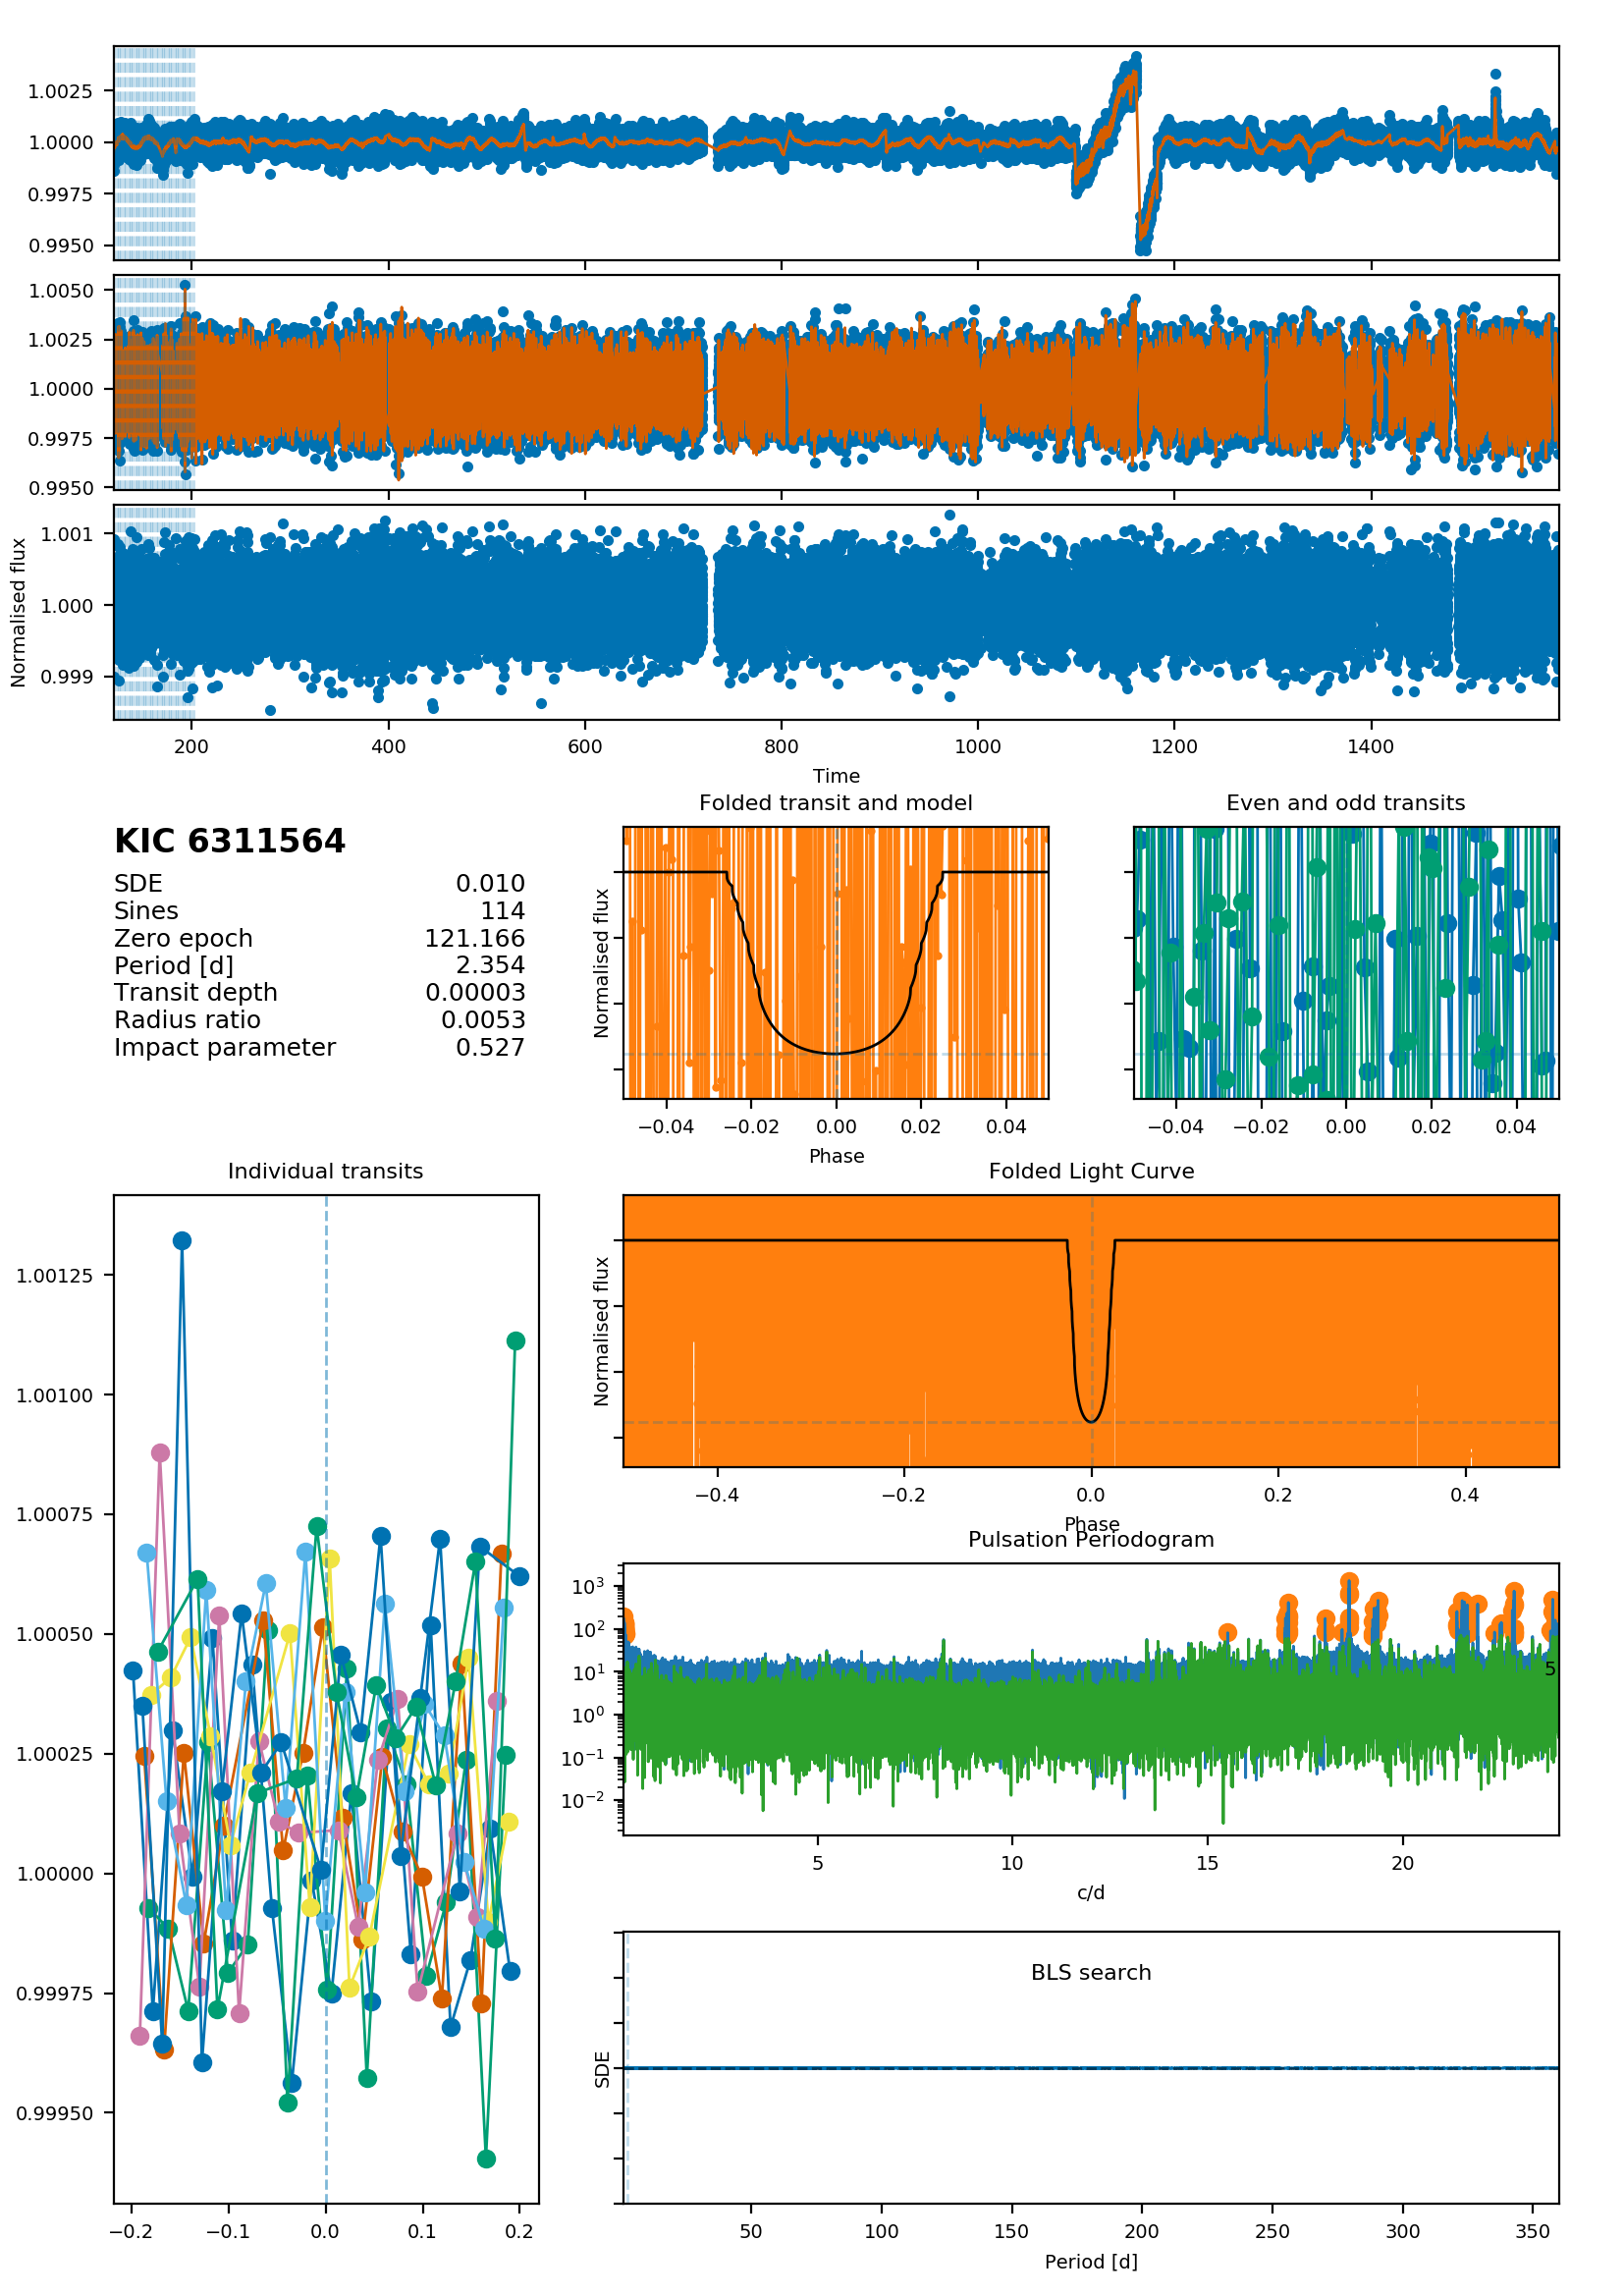 1.0025
1.0000
0.9975
0.9950
1.0050
1.0025
1.0000
0.9975
0.9950
Normalised flux
1.001
1.000
0.999
200 400 600 800 1000 1200 1400
Time
KIC 6311564
SDE 0.010
Sines 114
Zero epoch 121.166
Period [d] 2.354
Transit depth 0.00003
Radius ratio 0.0053
Impact parameter 0.527
Folded transit and model
Normalised flux
−0.04 −0.02 0.00 0.02 0.04
Phase
Even and odd transits
−0.04 −0.02 0.00 0.02 0.04
Individual transits
1.00125
1.00100
1.00075
1.00050
1.00025
1.00000
0.99975
0.99950
−0.2 −0.1 0.0 0.1 0.2
Folded Light Curve
Normalised flux
−0.4 −0.2 0.0 0.2 0.4
Phase
Pulsation Periodogram
10³
10²
10¹
10⁰
10⁻¹
10⁻²
5
5 10 15 20
c/d
BLS search
SDE
50 100 150 200 250 300 350
Period [d]